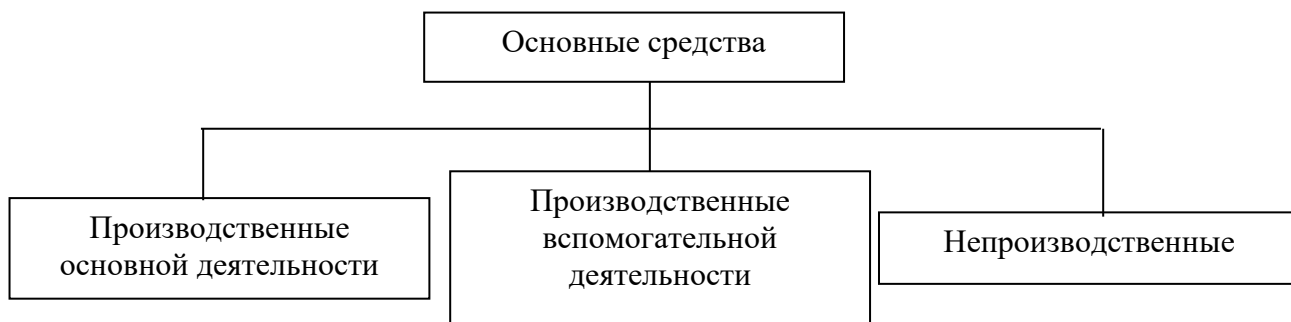 Основные средства
Производственные
основной деятельности
Производственные
вспомогательной
деятельности
Непроизводственные